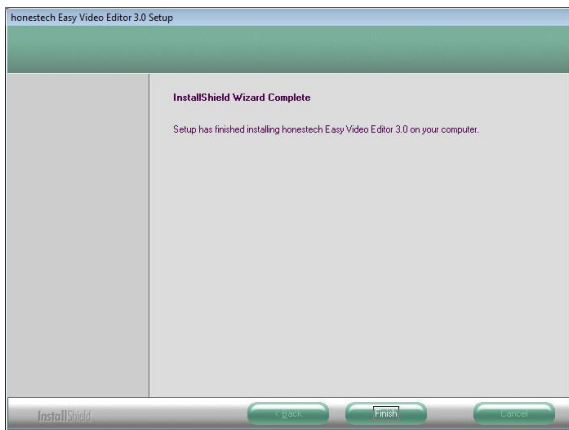 honestech Easy Video Editor 3.0 Setup
InstallShield Wizard Complete
Setup has finished installing honestech Easy Video Editor 3.0 on your computer.
InstallShield
< Back
Finish
Cancel